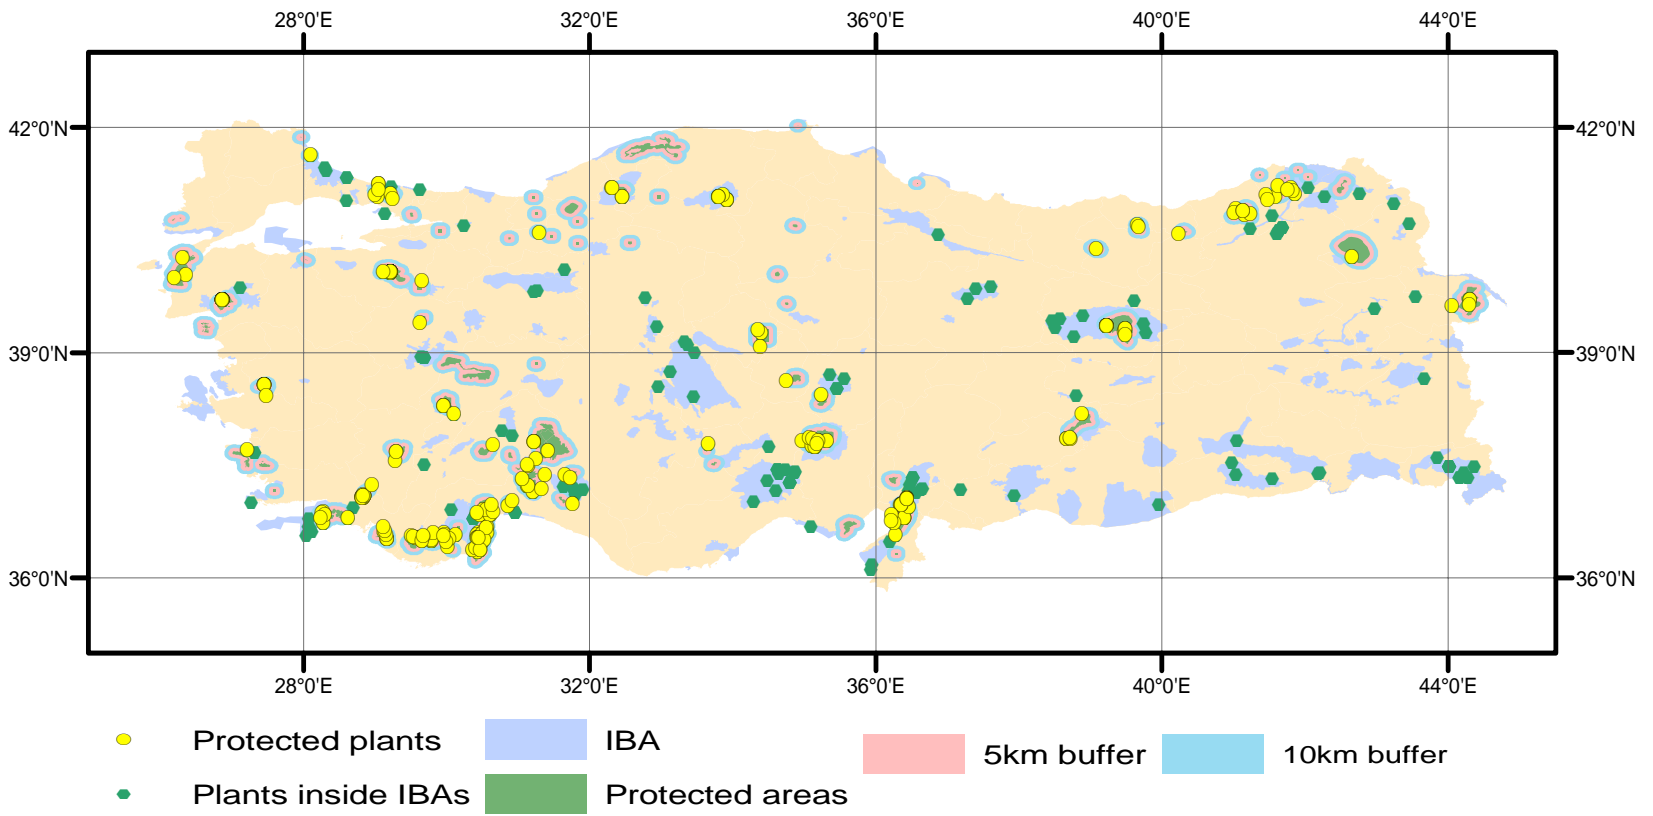 28°0'E 32°0'E 36°0'E 40°0'E 44°0'E
42°0'N 42°0'N
39°0'N 39°0'N
36°0'N 36°0'N
28°0'E 32°0'E 36°0'E 40°0'E 44°0'E
Protected plants IBA 5km buffer 10km buffer
Plants inside IBAs Protected areas